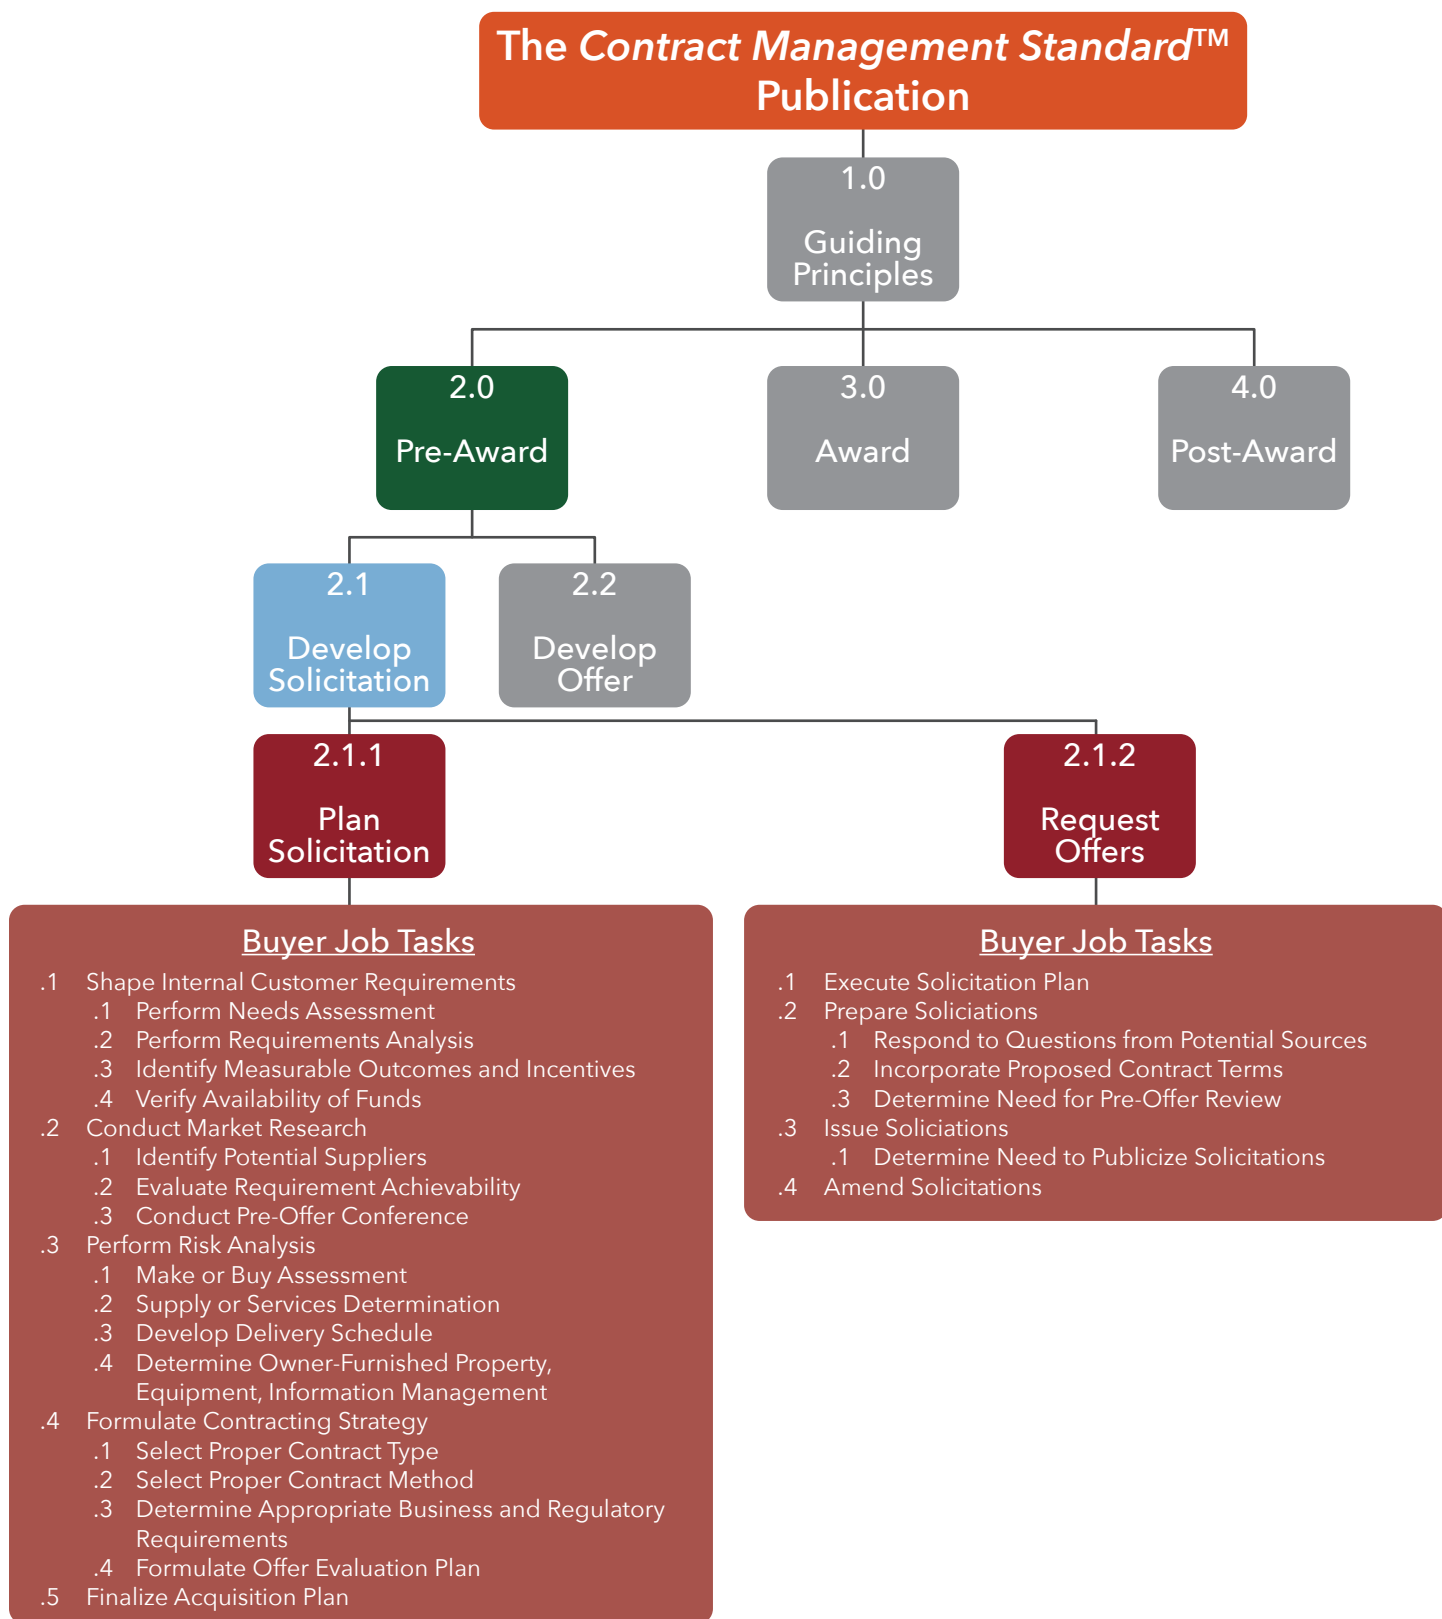 The Contract Management Standard™
Publication
1.0
Guiding
Principles
2.0
Pre-Award
3.0
Award
4.0
Post-Award
2.1
Develop
Solicitation
2.2
Develop
Offer
2.1.1
Plan
Solicitation
2.1.2
Request
Offers
Buyer Job Tasks
.1 Shape Internal Customer Requirements
.1 Perform Needs Assessment
.2 Perform Requirements Analysis
.3 Identify Measurable Outcomes and Incentives
.4 Verify Availability of Funds
.2 Conduct Market Research
.1 Identify Potential Suppliers
.2 Evaluate Requirement Achievability
.3 Conduct Pre-Offer Conference
.3 Perform Risk Analysis
.1 Make or Buy Assessment
.2 Supply or Services Determination
.3 Develop Delivery Schedule
.4 Determine Owner-Furnished Property,
Equipment, Information Management
.4 Formulate Contracting Strategy
.1 Select Proper Contract Type
.2 Select Proper Contract Method
.3 Determine Appropriate Business and Regulatory
Requirements
.4 Formulate Offer Evaluation Plan
.5 Finalize Acquisition Plan
Buyer Job Tasks
.1 Execute Solicitation Plan
.2 Prepare Soliciations
.1 Respond to Questions from Potential Sources
.2 Incorporate Proposed Contract Terms
.3 Determine Need for Pre-Offer Review
.3 Issue Soliciations
.1 Determine Need to Publicize Solicitations
.4 Amend Solicitations